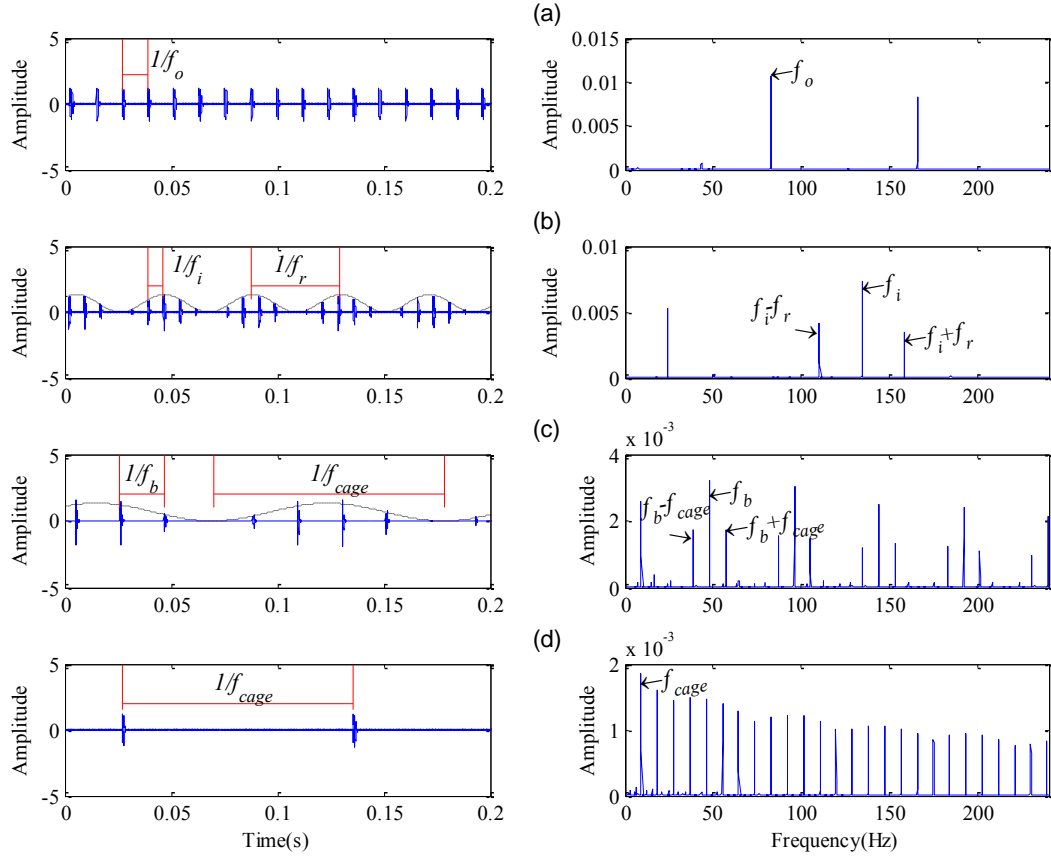 (a)
Amplitude
5
0
-5
1/f_o
0 0.05 0.1 0.15 0.2
Amplitude
0.015
0.01
0.005
0
f_o
0 50 100 150 200
(b)
Amplitude
5
0
-5
1/f_i
1/f_r
0 0.05 0.1 0.15 0.2
Amplitude
0.01
0.005
0
f_i-f_r
f_i
f_i+f_r
0 50 100 150 200
(c)
Amplitude
5
0
-5
1/f_b
1/f_cage
0 0.05 0.1 0.15 0.2
x 10^-3
Amplitude
4
2
0
f_b-f_cage
f_b
f_b+f_cage
0 50 100 150 200
(d)
Amplitude
5
0
-5
1/f_cage
0 0.05 0.1 0.15 0.2
Time(s)
x 10^-3
Amplitude
2
1
0
f_cage
0 50 100 150 200
Frequency(Hz)